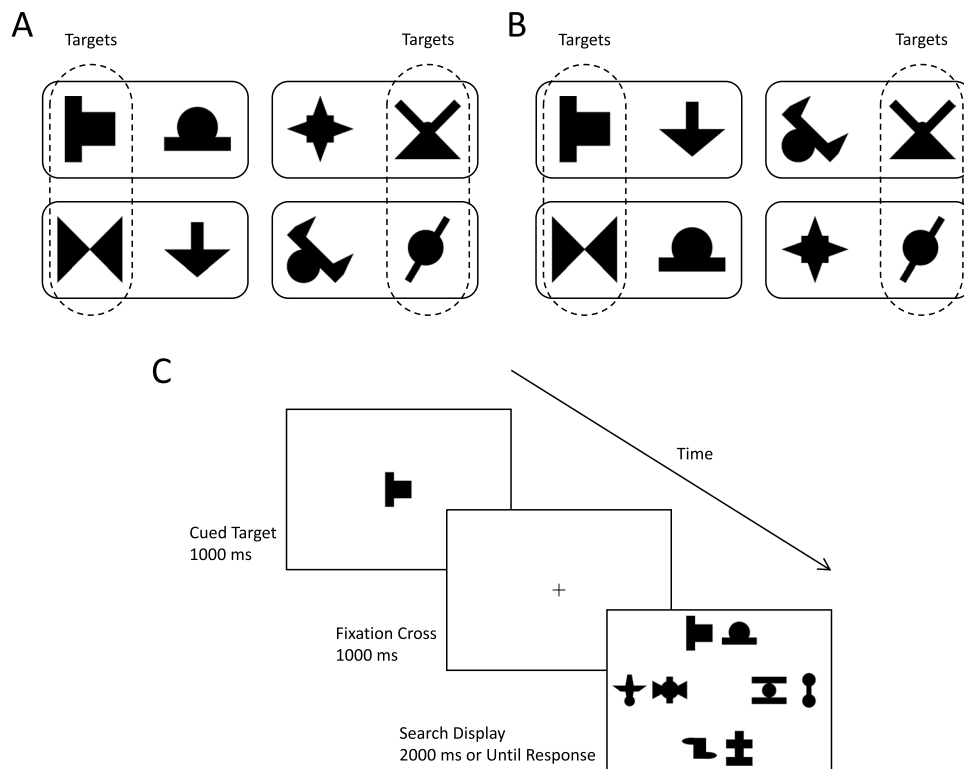 A
B
Targets
Targets
Targets
Targets
C
Time
Cued Target
1000 ms
Fixation Cross
1000 ms
Search Display
2000 ms or Until Response